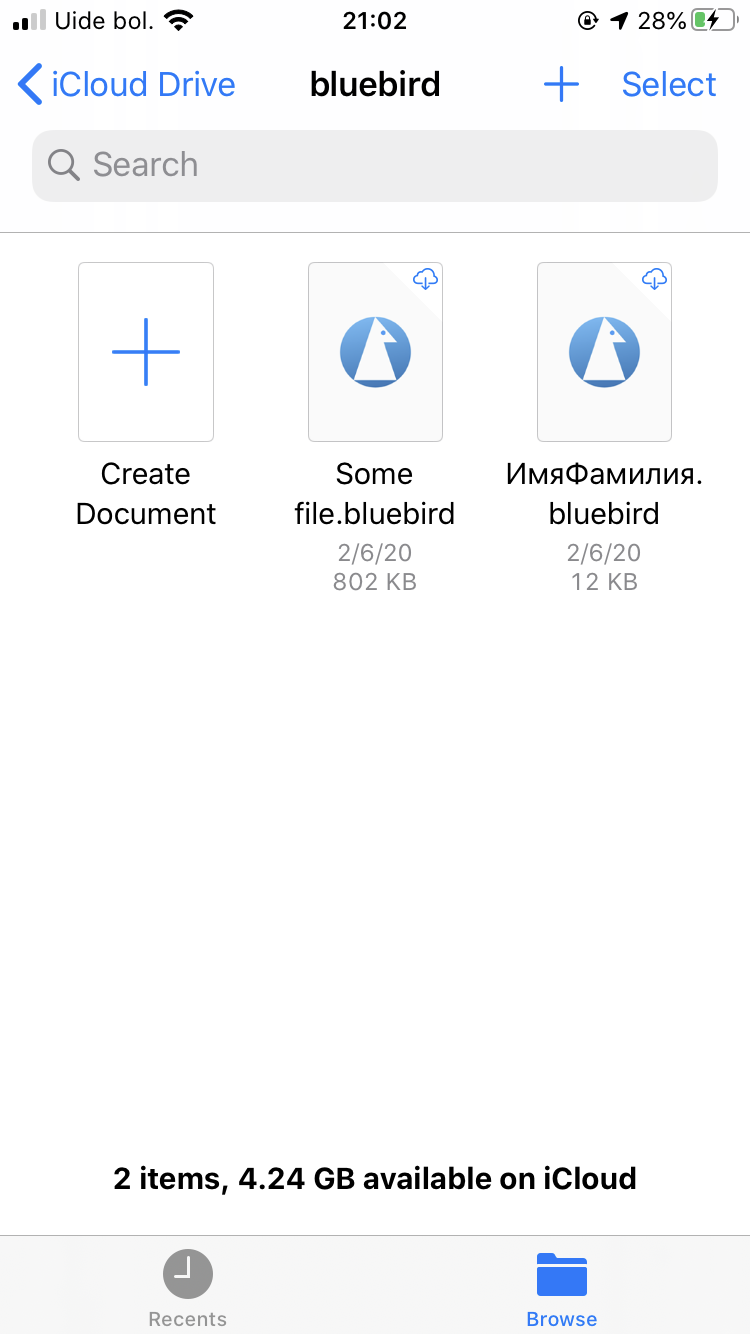 Uide bol. 21:02 28%
iCloud Drive bluebird Select
Search
Create
Document
Some
file.bluebird
2/6/20
802 KB
ИмяФамилия.
bluebird
2/6/20
12 KB
2 items, 4.24 GB available on iCloud
Recents Browse